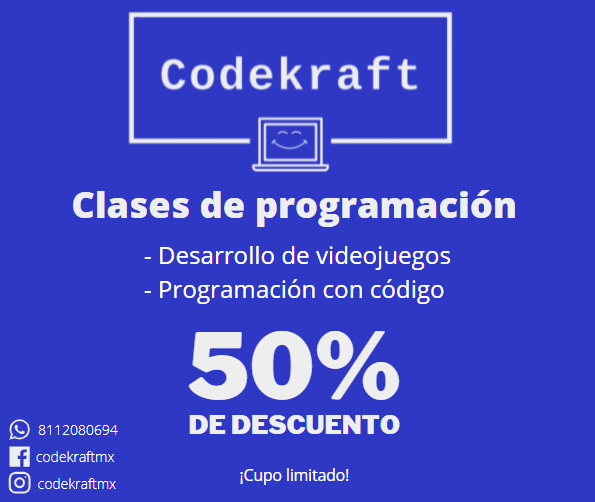 Codekraft
Clases de programación
- Desarrollo de videojuegos
- Programación con código
50%
DE DESCUENTO
8112080694
codekraftmx
codekraftmx
¡Cupo limitado!